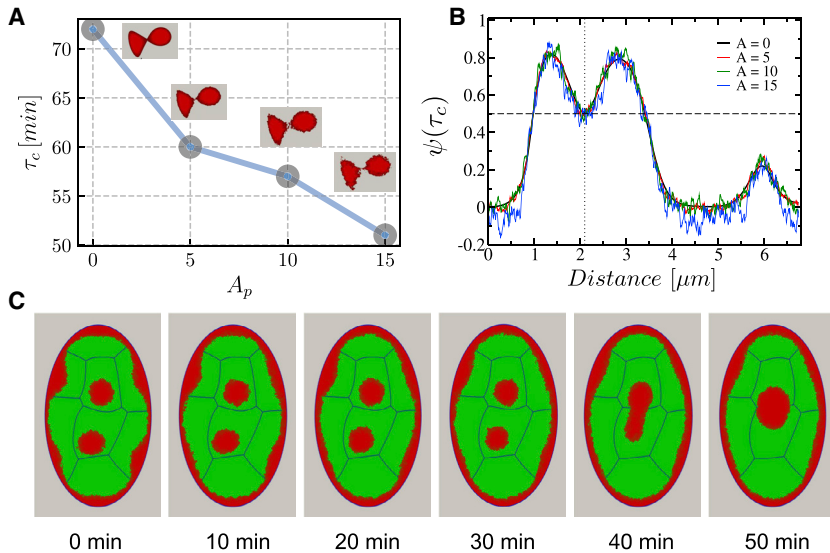 A
τc [min]
70
65
60
55
50
0 5 10 15
Ap
B
ψ(τc)
1
0.8
0.6
0.4
0.2
0
-0.2
A = 0
A = 5
A = 10
A = 15
0 1 2 3 4 5 6
Distance [μm]
C
0 min 10 min 20 min 30 min 40 min 50 min